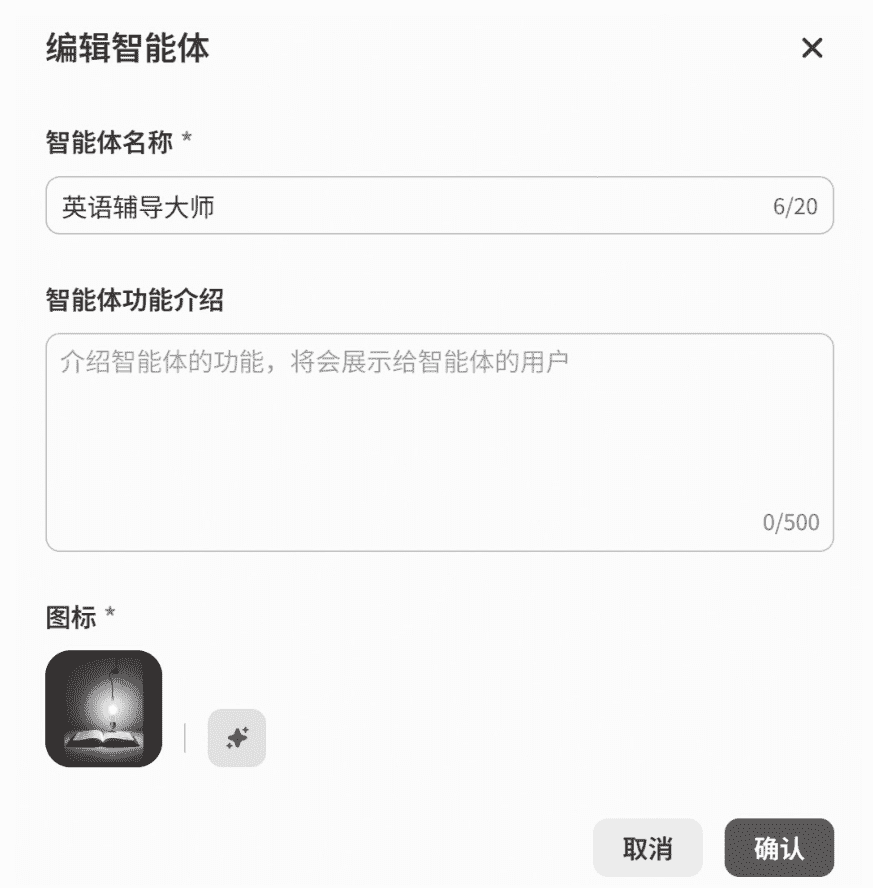 编辑智能体
智能体名称 *
英语辅导大师 6/20
智能体功能介绍
介绍智能体的功能，将会展示给智能体的用户
0/500
图标 *
取消 确认